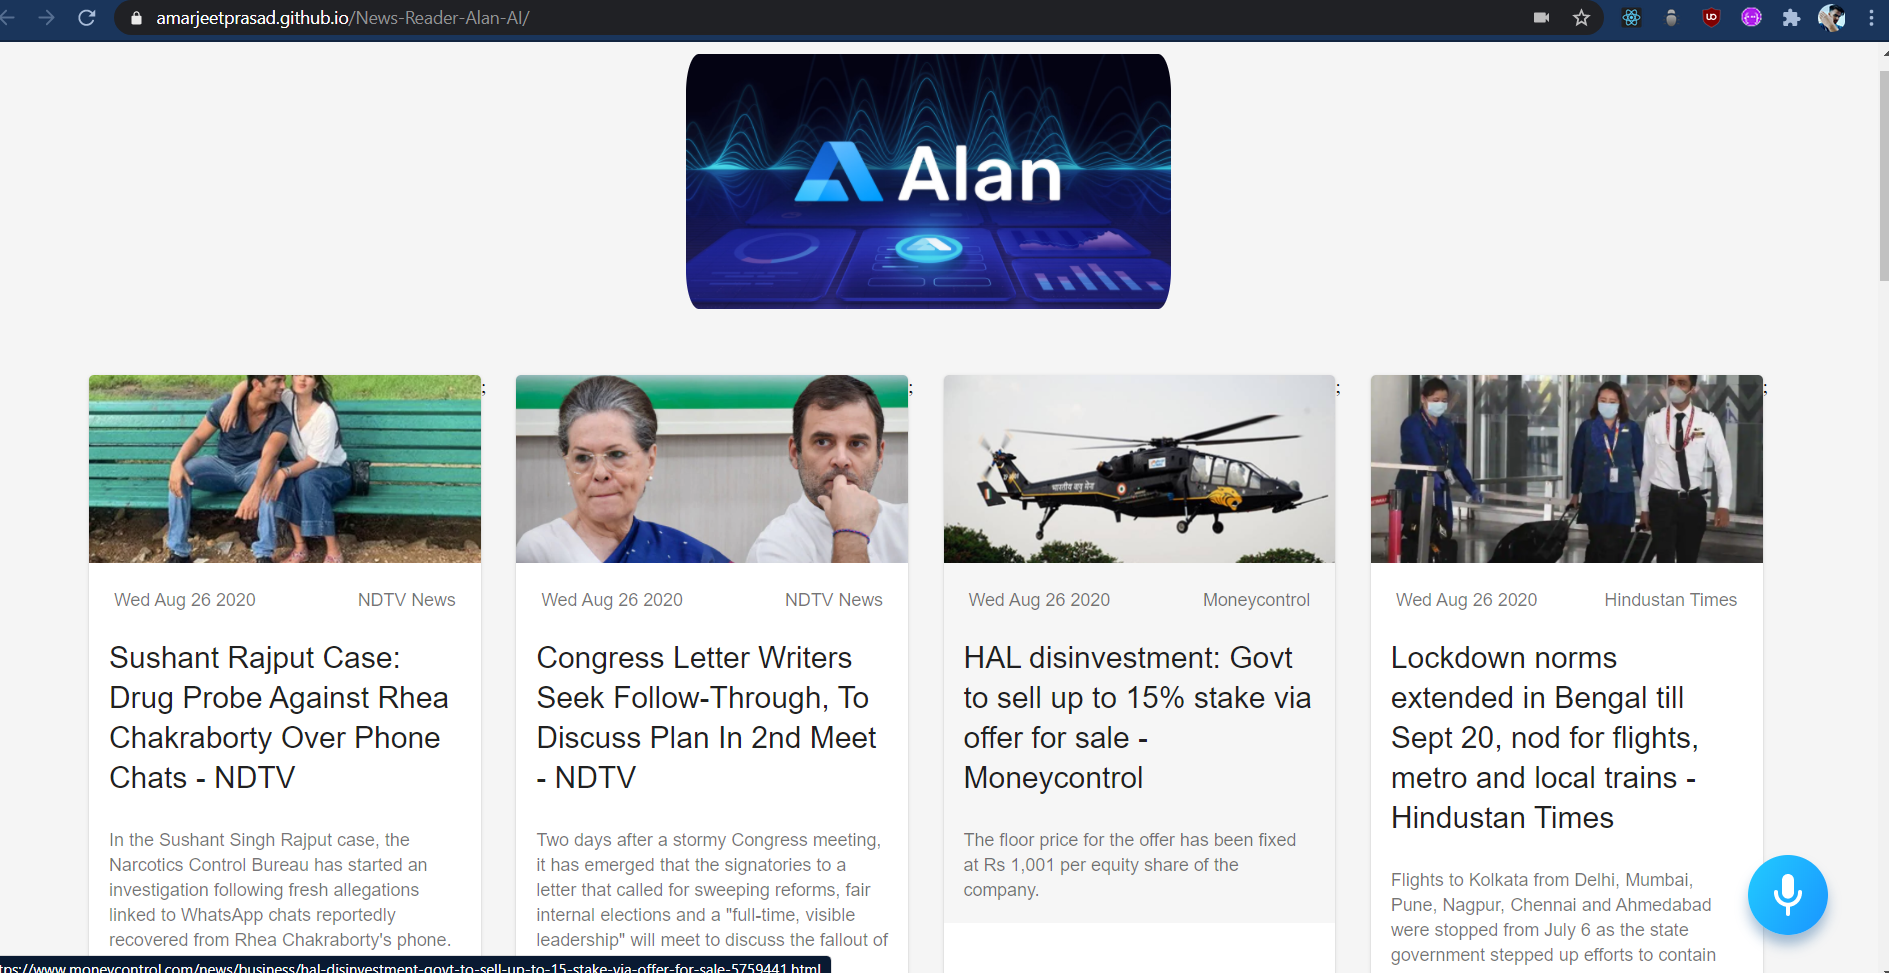 amarjeetprasad.github.io/News-Reader-Alan-AI/
Alan
;
;
;
;
Wed Aug 26 2020 NDTV News
Sushant Rajput Case:
Drug Probe Against Rhea
Chakraborty Over Phone
Chats - NDTV
In the Sushant Singh Rajput case, the
Narcotics Control Bureau has started an
investigation following fresh allegations
linked to WhatsApp chats reportedly
recovered from Rhea Chakraborty's phone.
Wed Aug 26 2020 NDTV News
Congress Letter Writers
Seek Follow-Through, To
Discuss Plan In 2nd Meet
- NDTV
Two days after a stormy Congress meeting,
it has emerged that the signatories to a
letter that called for sweeping reforms, fair
internal elections and a "full-time, visible
leadership" will meet to discuss the fallout of
भारतीय वायु सेना
Wed Aug 26 2020 Moneycontrol
HAL disinvestment: Govt
to sell up to 15% stake via
offer for sale -
Moneycontrol
The floor price for the offer has been fixed
at Rs 1,001 per equity share of the
company.
Wed Aug 26 2020 Hindustan Times
Lockdown norms
extended in Bengal till
Sept 20, nod for flights,
metro and local trains -
Hindustan Times
Flights to Kolkata from Delhi, Mumbai,
Pune, Nagpur, Chennai and Ahmedabad
were stopped from July 6 as the state
government stepped up efforts to contain
tps://www.moneycontrol.com/news/business/hal-disinvestment-govt-to-sell-up-to-15-stake-via-offer-for-sale-5759441.html